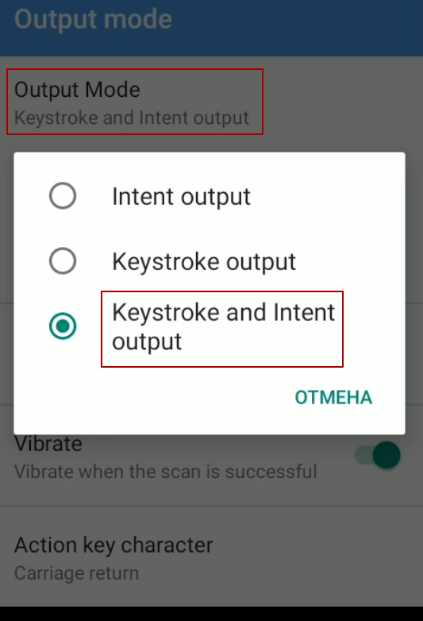 Output mode
Output Mode
Keystroke and Intent output
Intent output
Keystroke output
Keystroke and Intent
output
ОТМЕНА
Vibrate
Vibrate when the scan is successful
Action key character
Carriage return